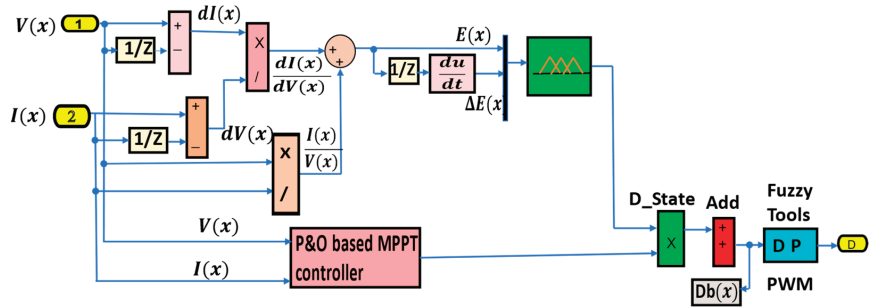 V(x) 1
+
−
1/Z
dI(x)
X
/
dI(x)
dV(x)
+
+
E(x)
1/Z
du
dt
ΔE(x
I(x) 2
+
−
1/Z
dV(x)
X
/
I(x)
V(x)
V(x)
I(x)
P&O based MPPT
controller
D_State
X
Add
+
+
Db(x)
Fuzzy
Tools
D P
PWM
D